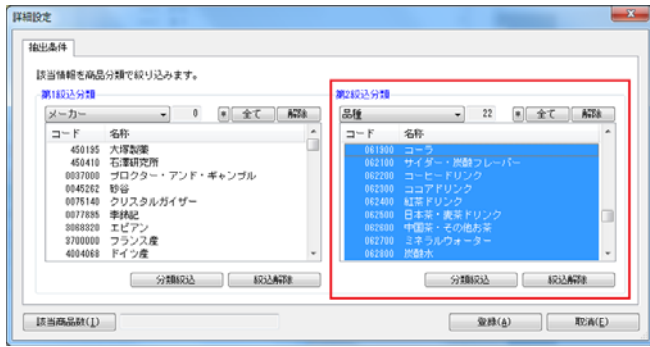 詳細設定
抽出条件
該当情報を商品分類で絞り込みます。
第1絞込分類
メーカー 0 * 全て 解除
コード 名称
450195 大塚製薬
450410 石澤研究所
0037000 プロクター・アンド・ギャンブル
0045262 紗谷
0075140 クリスタルガイザー
0077895 李錦記
3068320 エビアン
3700000 フランス産
4004068 ドイツ産
分類絞込 絞込解除
第2絞込分類
品種 22 * 全て 解除
コード 名称
061900 コーラ
062100 サイダー・炭酸フレーバー
062200 コーヒードリンク
062300 ココアドリンク
062400 紅茶ドリンク
062500 日本茶・麦茶ドリンク
062600 中国茶・その他お茶
062700 ミネラルウォーター
062800 炭酸水
分類絞込 絞込解除
該当商品数(I)
登録(A) 取消(E)